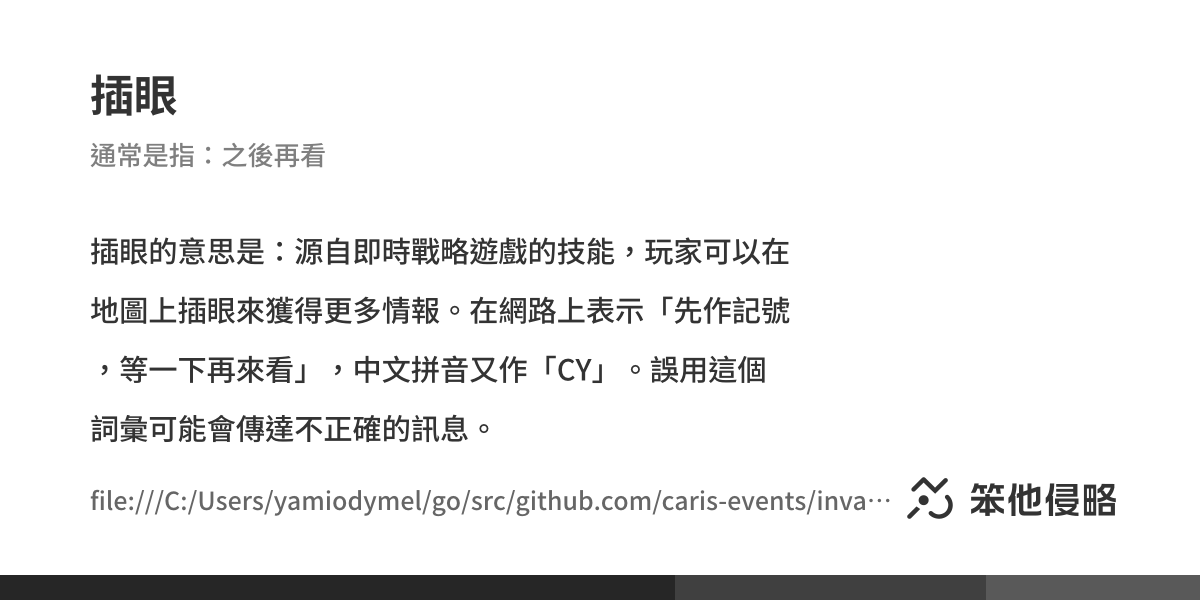 插眼
通常是指：之後再看
插眼的意思是：源自即時戰略遊戲的技能，玩家可以在
地圖上插眼來獲得更多情報。在網路上表示「先作記號
，等一下再來看」，中文拼音又作「CY」。誤用這個
詞彙可能會傳達不正確的訊息。
file:///C:/Users/yamiodymel/go/src/github.com/caris-events/inva⋯
笨他侵略